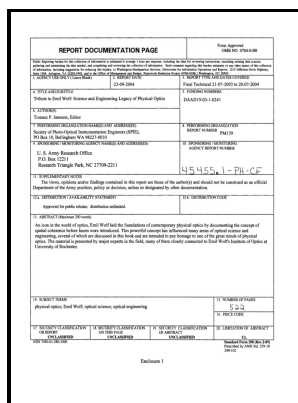 REPORT DOCUMENTATION PAGE
Form Approved
OMB NO. 0704-0188
1. AGENCY USE ONLY (Leave Blank)
2. REPORT DATE
23-09-2004
3. REPORT TYPE AND DATES COVERED
Final Technical 21-07-2003 to 20-07-2004
4. TITLE AND SUBTITLE
Tribute to Emil Wolf: Science and Engineering Legacy of Physical Optics
5. FUNDING NUMBERS
DAAD19-03-1-0241
6. AUTHOR(S)
Tomasz P. Jannson, Editor
7. PERFORMING ORGANIZATION NAME(S) AND ADDRESS(ES)
Society of Photo-Optical Instrumentation Engineers (SPIE),
PO Box 10, Bellingham WA 98227-0010
8. PERFORMING ORGANIZATION
REPORT NUMBER
PM139
9. SPONSORING / MONITORING AGENCY NAME(S) AND ADDRESS(ES)
U. S. Army Research Office
P.O. Box 12211
Research Triangle Park, NC 27709-2211
10. SPONSORING / MONITORING
AGENCY REPORT NUMBER
45455.1-PH-CF
11. SUPPLEMENTARY NOTES
The views, opinions and/or findings contained in this report are those of the author(s) and should not be construed as an official
Department of the Army position, policy or decision, unless so designated by other documentation.
12 a. DISTRIBUTION / AVAILABILITY STATEMENT
Approved for public release; distribution unlimited.
12 b. DISTRIBUTION CODE
13. ABSTRACT (Maximum 200 words)
An icon in the world of optics, Emil Wolf laid the foundations of contemporary physical optics by documenting the concept of
spatial coherence before lasers were introduced. This powerful concept has influenced many areas of optical science and
engineering, several of which are discussed in this book and are intended to pay homage to one of the great minds of physical
optics. The material is presented by major experts in the field, many of them closely connected to Emil Wolf's Institute of Optics at
University of Rochester.
14. SUBJECT TERMS
physical optics; Emil Wolf; optical science; optical engineering
15. NUMBER OF PAGES
522
16. PRICE CODE
17. SECURITY CLASSIFICATION
OR REPORT
UNCLASSIFIED
18. SECURITY CLASSIFICATION
ON THIS PAGE
UNCLASSIFIED
19. SECURITY CLASSIFICATION
OF ABSTRACT
UNCLASSIFIED
20. LIMITATION OF ABSTRACT
UL
NSN 7540-01-280-5500
Standard Form 298 (Rev.2-89)
Prescribed by ANSI Std. 239-18
298-102
Enclosure 1